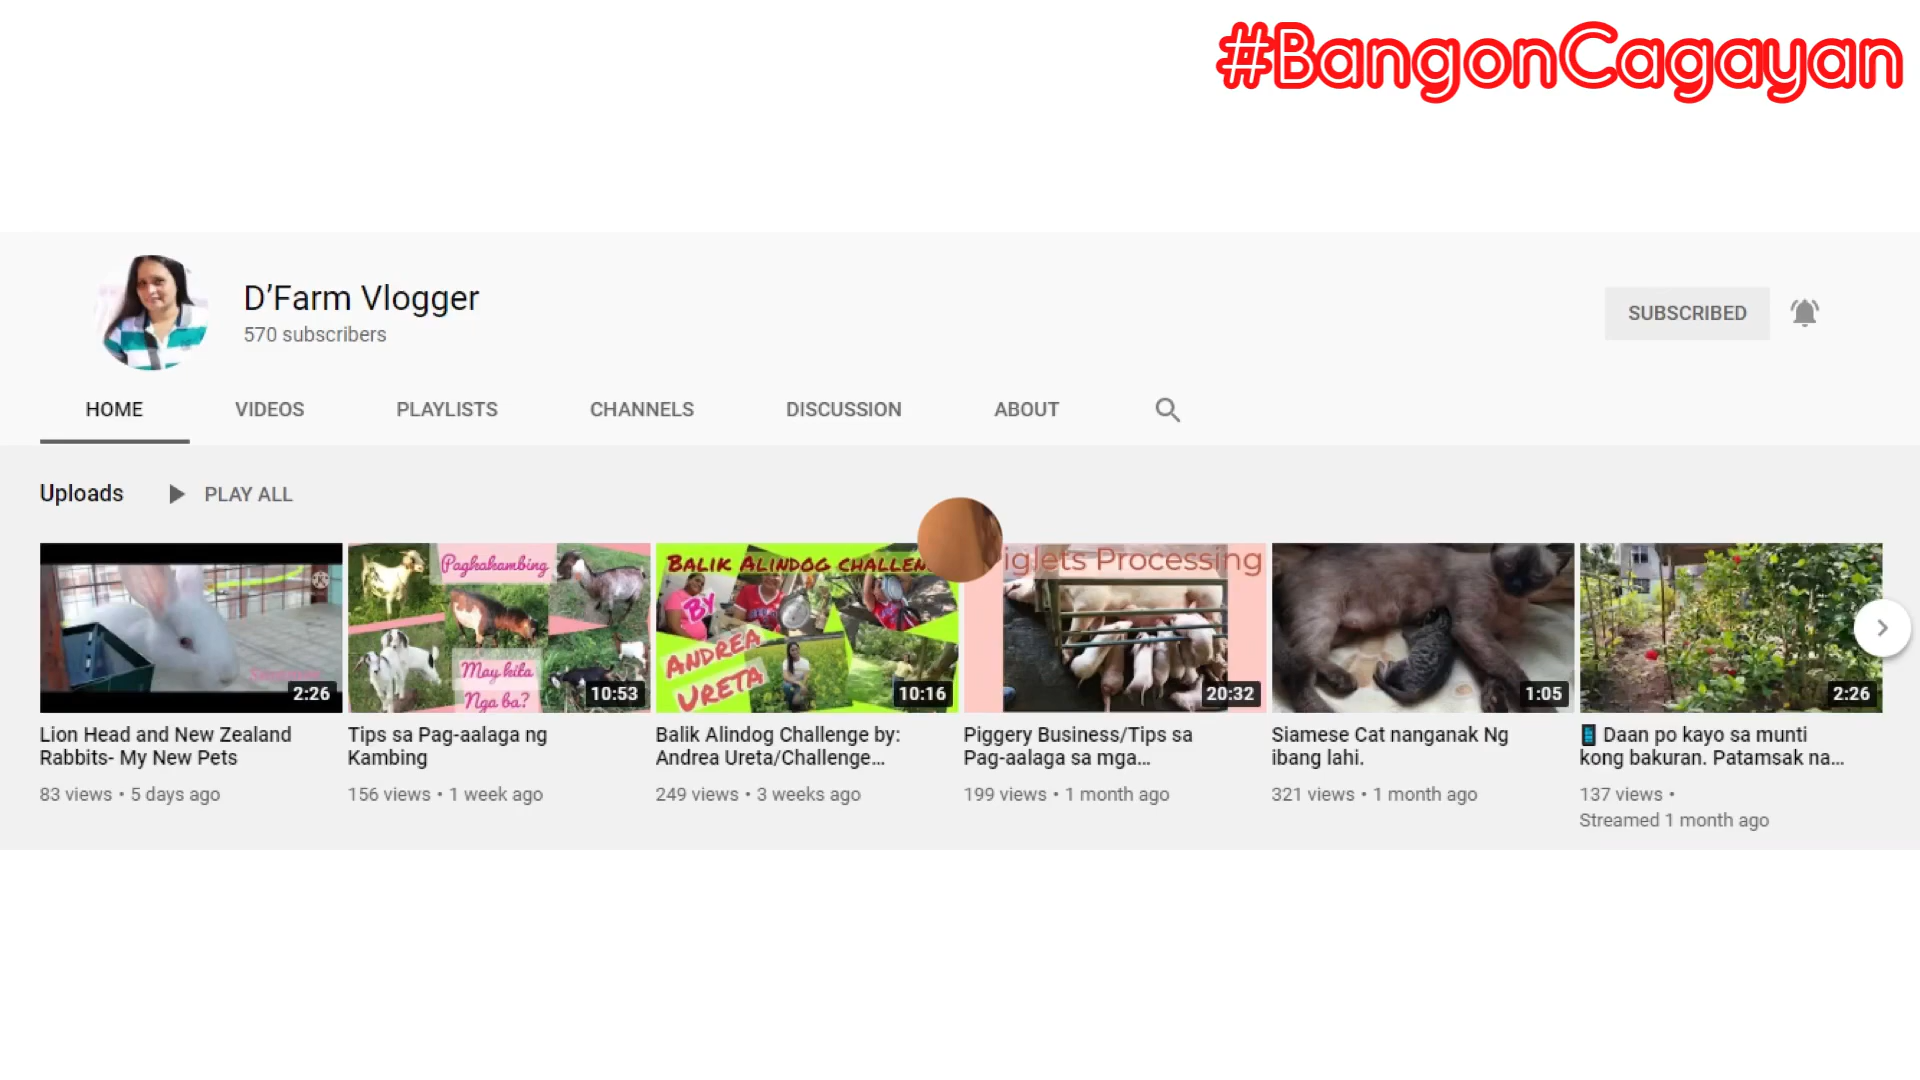 #BangonCagayan
D’Farm Vlogger
570 subscribers
SUBSCRIBED
HOME VIDEOS PLAYLISTS CHANNELS DISCUSSION ABOUT
Uploads PLAY ALL
2:26
Pagkakambing
May kita
Nga ba?
10:53
BALIK ALINDOG CHALLEN
BY
ANDREA
URETA
10:16
iglets Processing
20:32
1:05
2:26
Lion Head and New Zealand
Rabbits- My New Pets
83 views • 5 days ago
Tips sa Pag-aalaga ng
Kambing
156 views • 1 week ago
Balik Alindog Challenge by:
Andrea Ureta/Challenge...
249 views • 3 weeks ago
Piggery Business/Tips sa
Pag-aalaga sa mga...
199 views • 1 month ago
Siamese Cat nanganak Ng
ibang lahi.
321 views • 1 month ago
Daan po kayo sa munti
kong bakuran. Patamsak na...
137 views •
Streamed 1 month ago